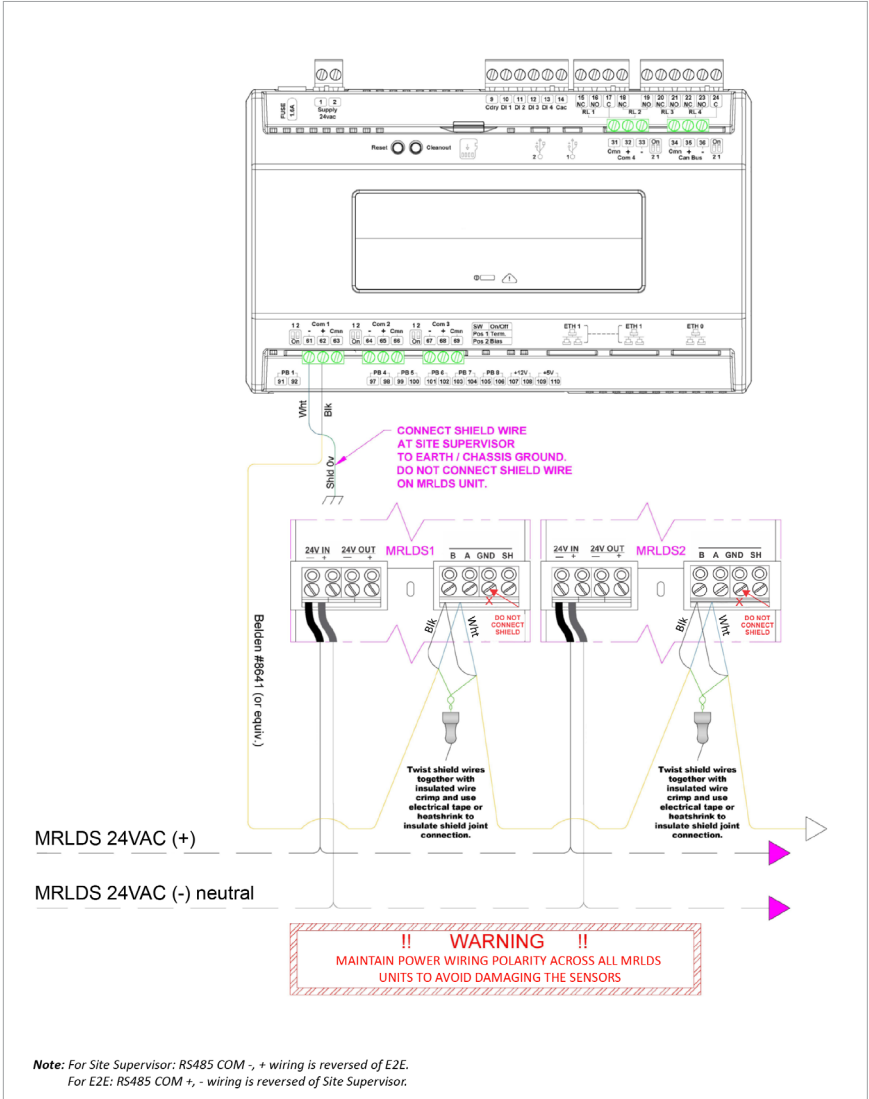 FUSE
1.6A
1 2
Supply
24vac
9 10 11 12 13 14
Cdry DI 1 DI 2 DI 3 DI 4 Cac
15 16 17 18 19 20 21 22 23 24
NC NO C NC NO NC NO NC NO C
RL 1 RL 2 RL 3 RL 4
Reset Cleanout
2 1
31 32 33 On
Cmn + - 2 1
Com 4
34 35 36 On
Cmn + - 2 1
Can Bus
1 2 Com 1
- + Cmn
On 61 62 63
1 2 Com 2
- + Cmn
On 64 65 66
1 2 Com 3
- + Cmn
On 67 68 69
SW On/Off
Pos 1 Term.
Pos 2 Bias
ETH 1 ETH 1 ETH 0
PB 1 PB 4 PB 5 PB 6 PB 7 PB 8 +12V +5V
91 92 97 98 99 100 101 102 103 104 105 106 107 108 109 110
Wht
Blk
Shld 0v
CONNECT SHIELD WIRE
AT SITE SUPERVISOR
TO EARTH / CHASSIS GROUND.
DO NOT CONNECT SHIELD WIRE
ON MRLDS UNIT.
24V IN 24V OUT MRLDS1
— + — +
B A GND SH
X
DO NOT
CONNECT
SHIELD
Blk
Wht
24V IN 24V OUT MRLDS2
— + — +
B A GND SH
X
DO NOT
CONNECT
SHIELD
Blk
Wht
Belden #8641 (or equiv.)
Twist shield wires
together with
insulated wire
crimp and use
electrical tape or
heatshrink to
insulate shield joint
connection.
Twist shield wires
together with
insulated wire
crimp and use
electrical tape or
heatshrink to
insulate shield joint
connection.
MRLDS 24VAC (+)
MRLDS 24VAC (-) neutral
!! WARNING !!
MAINTAIN POWER WIRING POLARITY ACROSS ALL MRLDS
UNITS TO AVOID DAMAGING THE SENSORS
Note: For Site Supervisor: RS485 COM -, + wiring is reversed of E2E.
For E2E: RS485 COM +, - wiring is reversed of Site Supervisor.